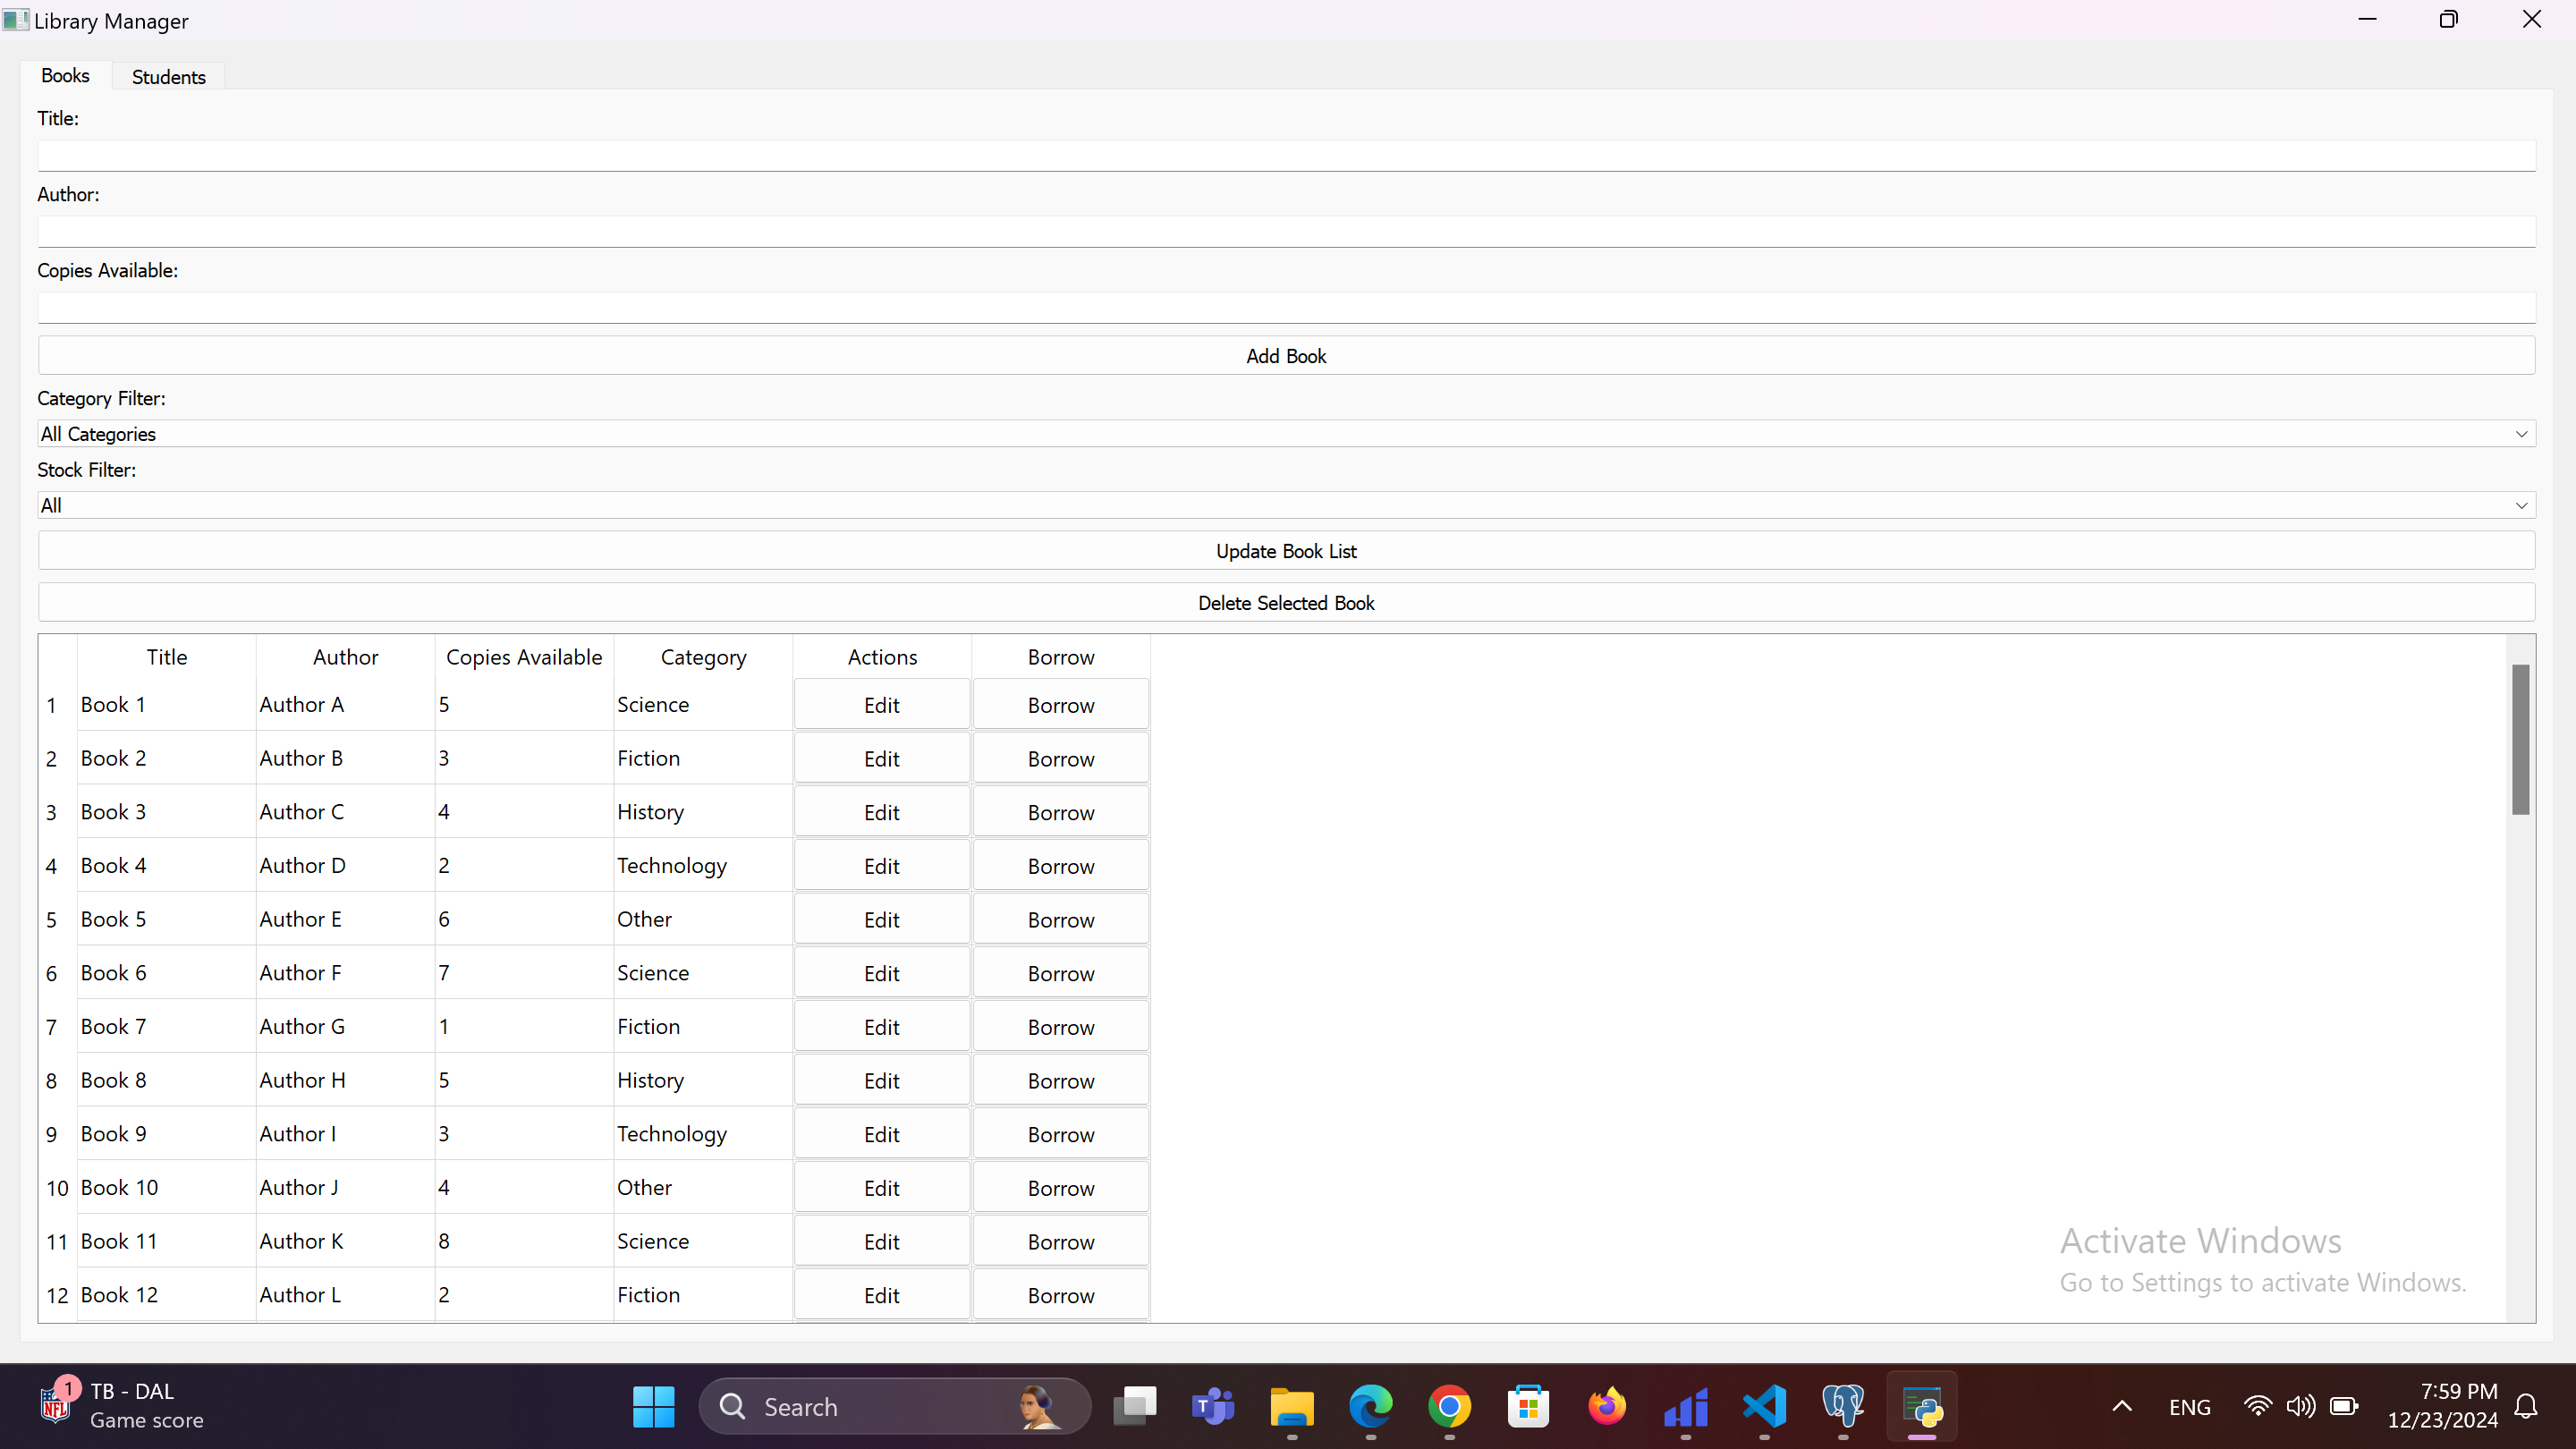 Library Manager
Books Students
Title:
Author:
Copies Available:
Add Book
Category Filter:
All Categories
Stock Filter:
All
Update Book List
Delete Selected Book
Title Author Copies Available Category Actions Borrow
1 Book 1 Author A 5 Science Edit Borrow
2 Book 2 Author B 3 Fiction Edit Borrow
3 Book 3 Author C 4 History Edit Borrow
4 Book 4 Author D 2 Technology Edit Borrow
5 Book 5 Author E 6 Other Edit Borrow
6 Book 6 Author F 7 Science Edit Borrow
7 Book 7 Author G 1 Fiction Edit Borrow
8 Book 8 Author H 5 History Edit Borrow
9 Book 9 Author I 3 Technology Edit Borrow
10 Book 10 Author J 4 Other Edit Borrow
11 Book 11 Author K 8 Science Edit Borrow
12 Book 12 Author L 2 Fiction Edit Borrow
Activate Windows
Go to Settings to activate Windows.
NFL 1 TB - DAL
Game score
Search
T
ENG
7:59 PM
12/23/2024